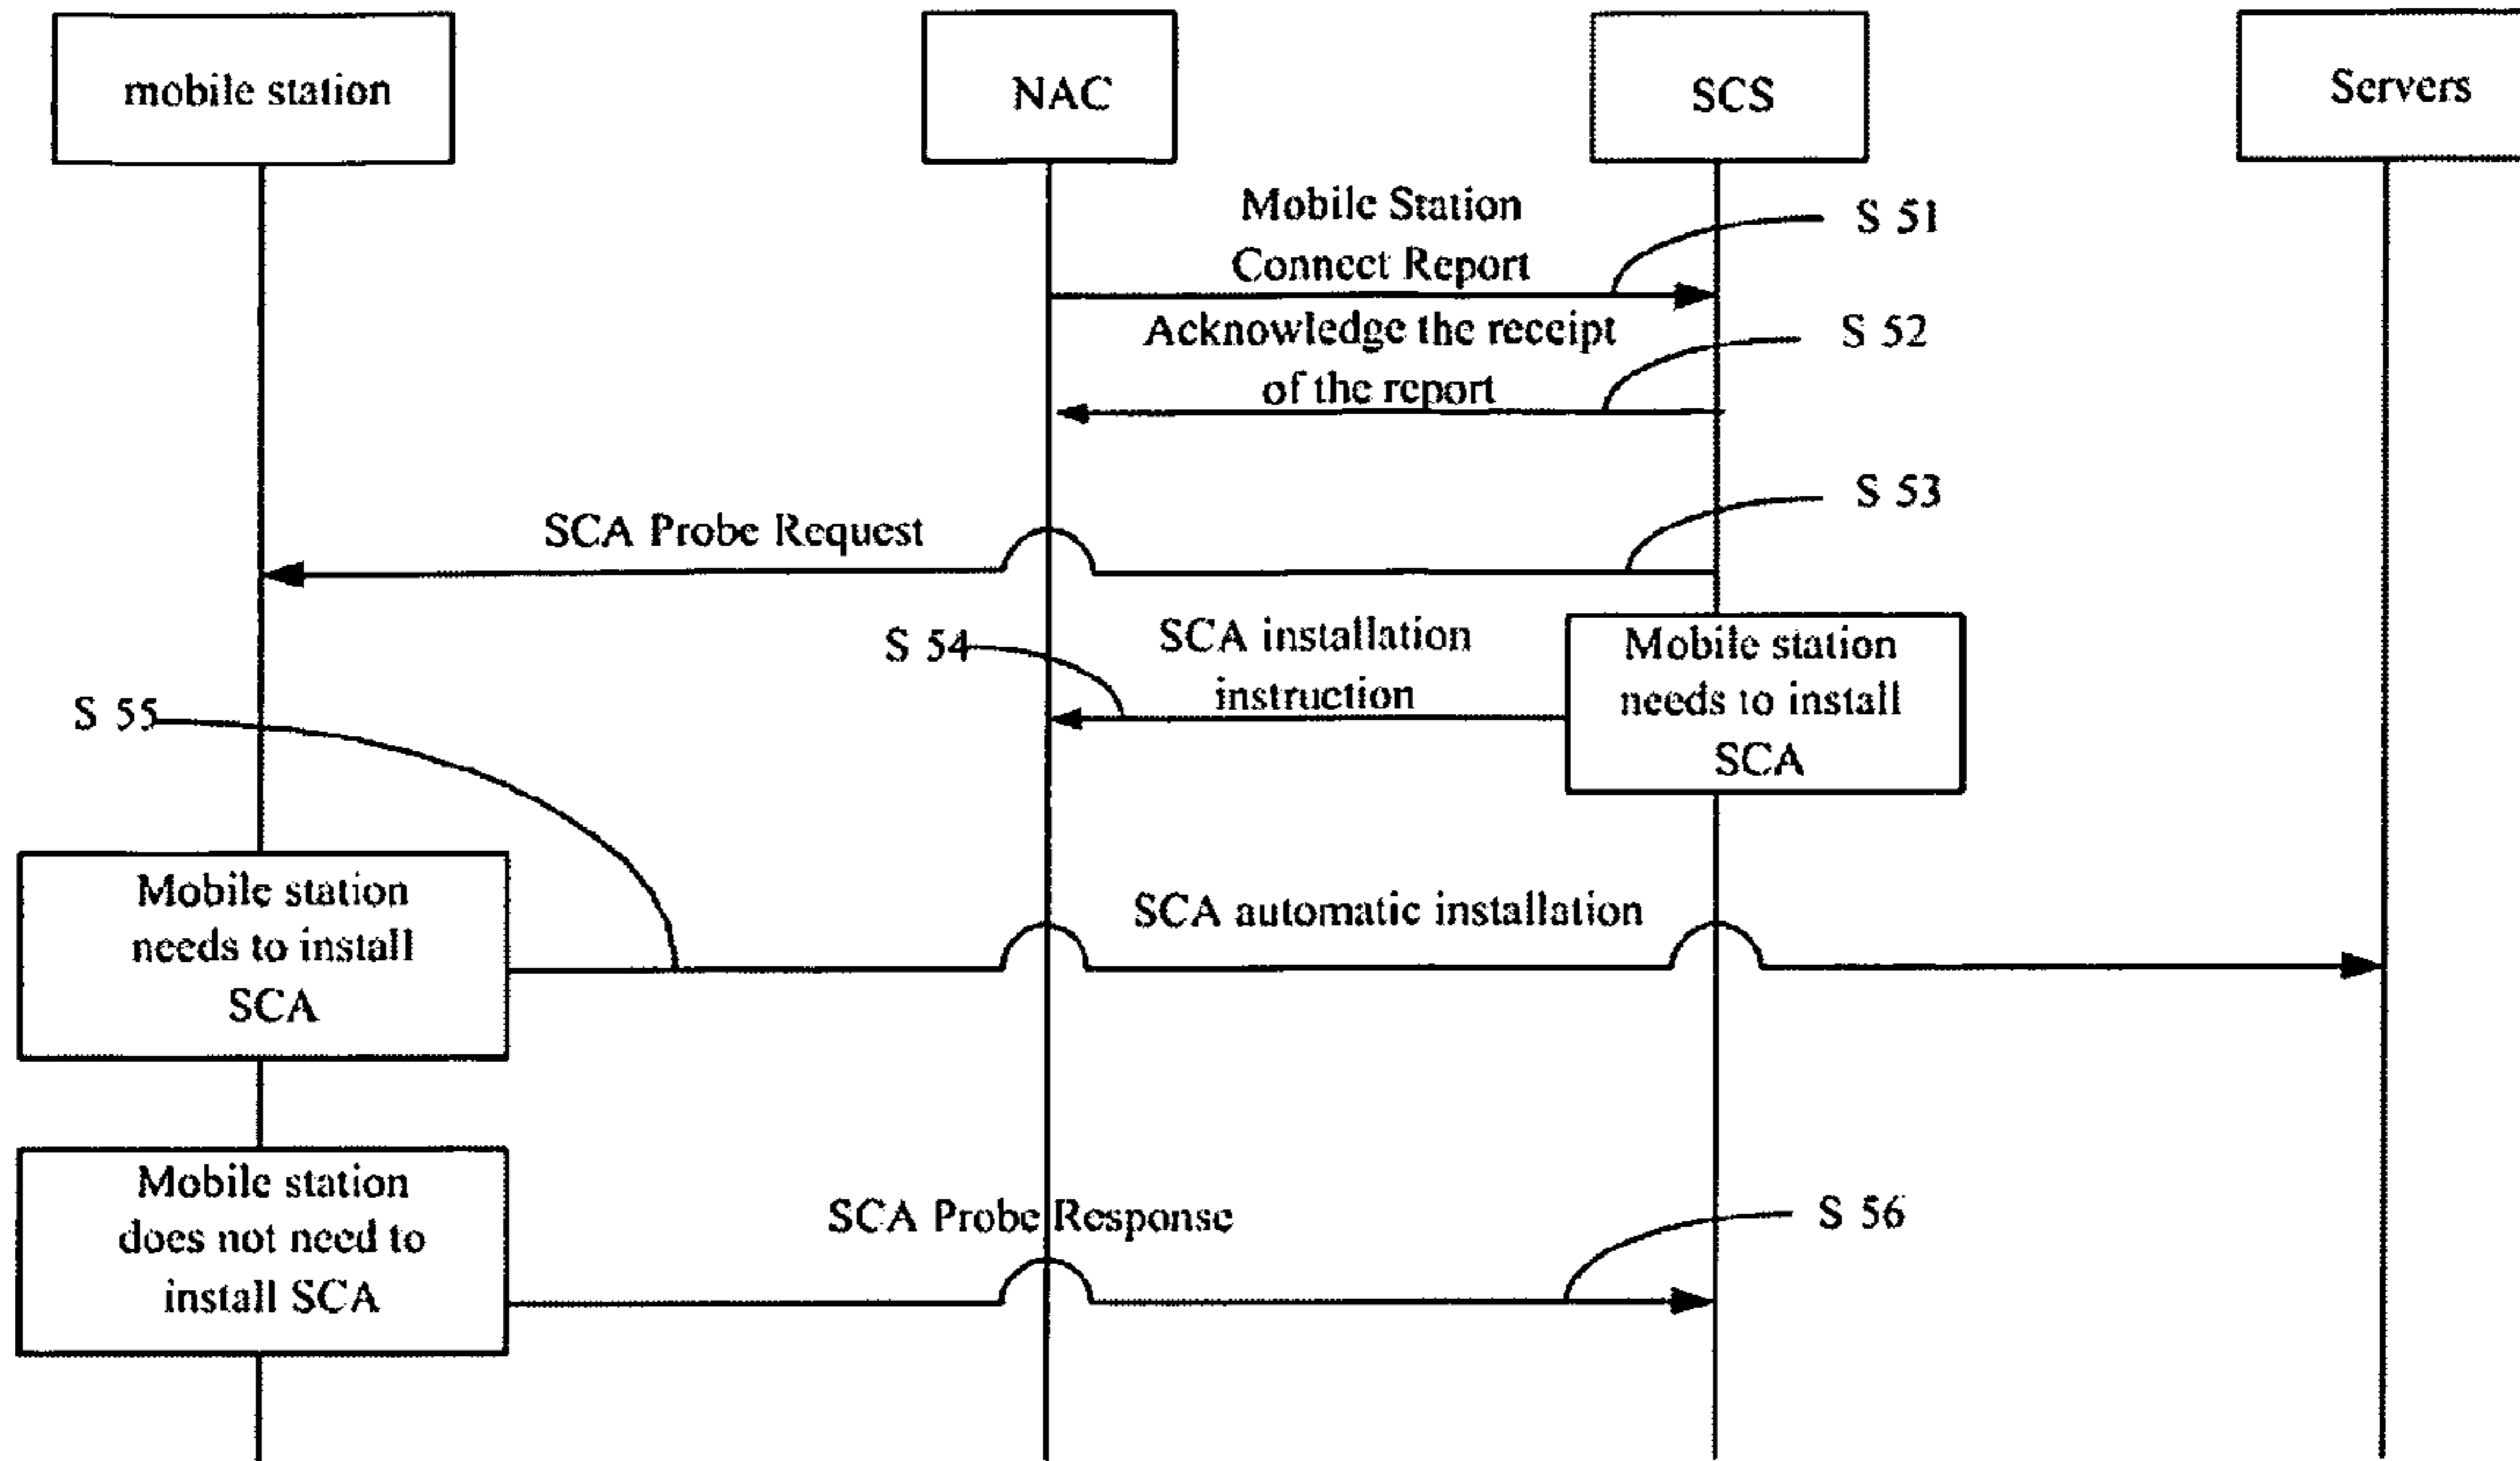 mobile station
NAC
SCS
Servers
Mobile Station
Connect Report
S 51
Acknowledge the receipt
of the report
S 52
SCA Probe Request
S 53
S 54
SCA installation
instruction
Mobile station
needs to install
SCA
S 55
Mobile station
needs to install
SCA
SCA automatic installation
Mobile station
does not need to
install SCA
SCA Probe Response
S 56